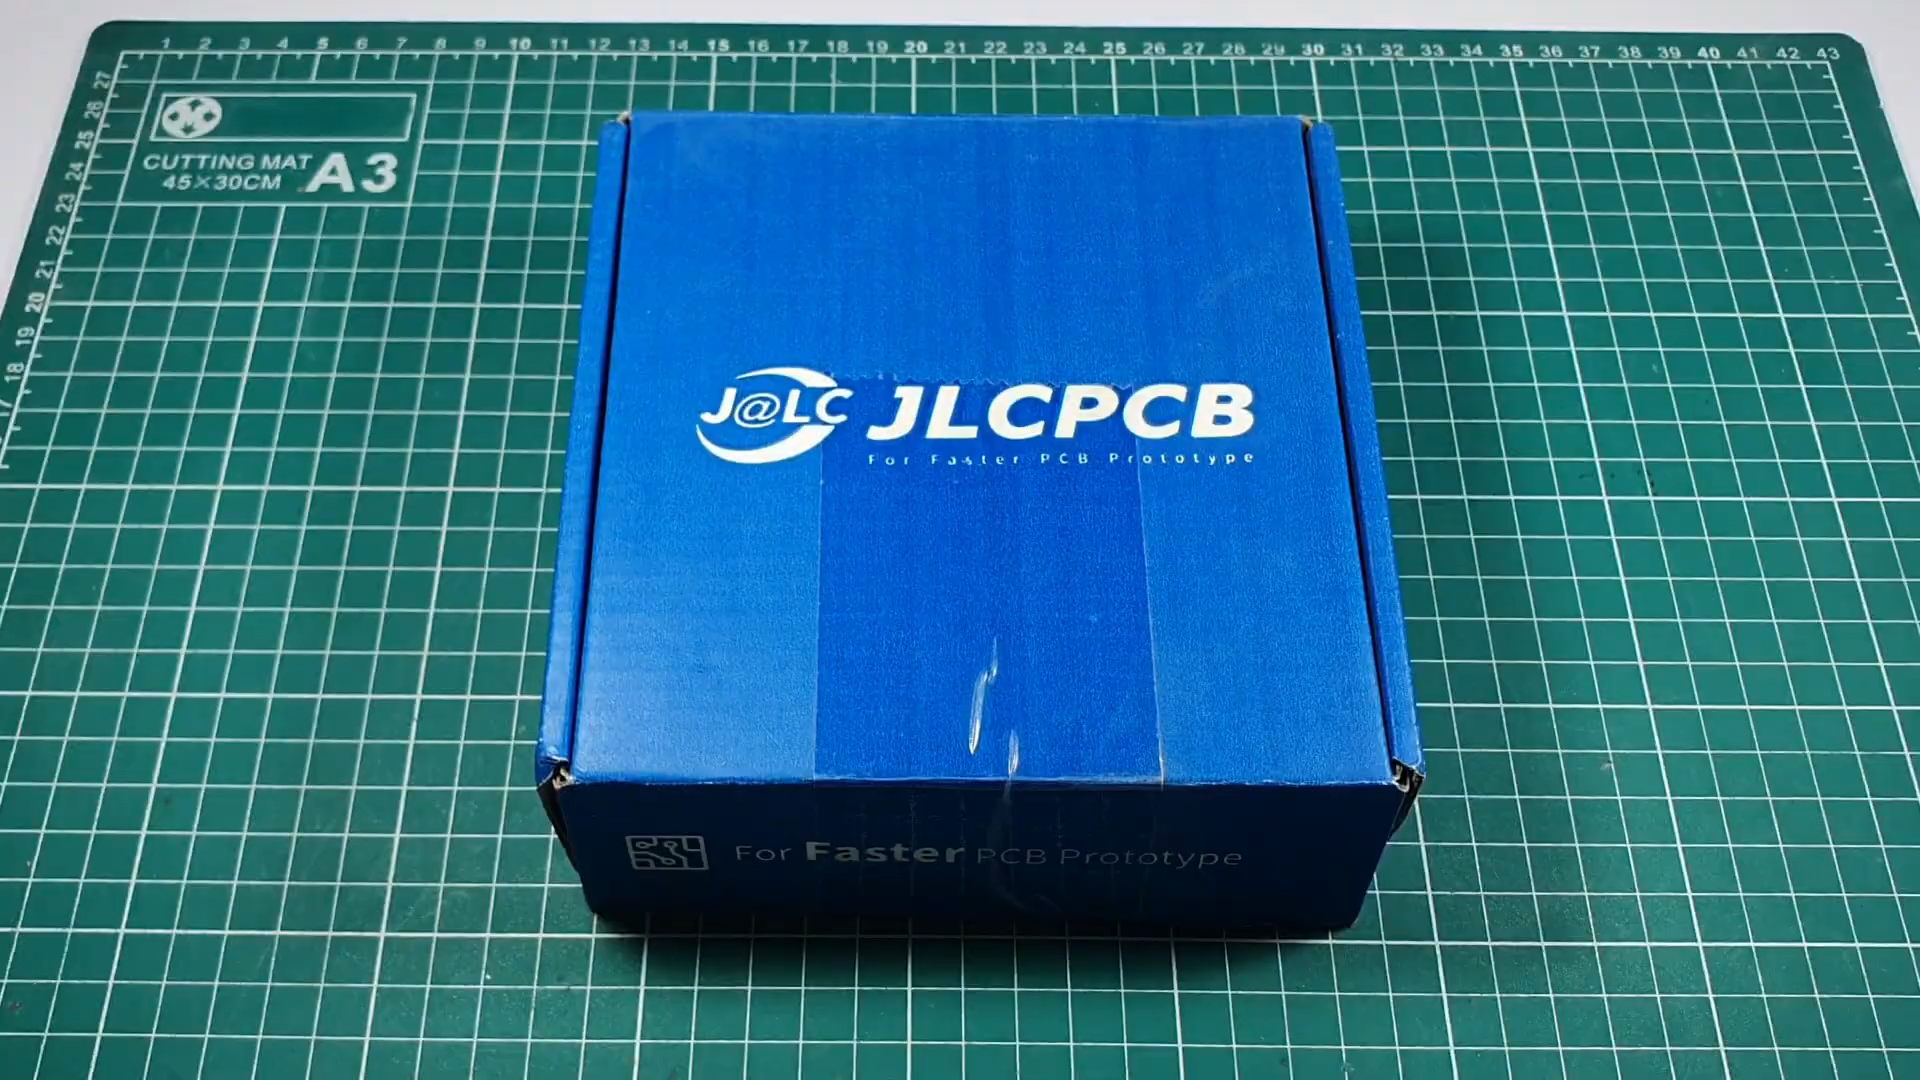 1 2 3 4 5 6 7 8 9 10 11 12 13 14 15 16 17 18 19 20 21 22 23 24 25 26 27 28 29 30 31 32 33 34 35 36 37 38 39 40 41 42 43
27
26
25
24
23
22
21
20
19
18
17
M
CUTTING MAT
45×30CM
A3
J@LC
JLCPCB
For Faster PCB Prototype
For Faster PCB Prototype